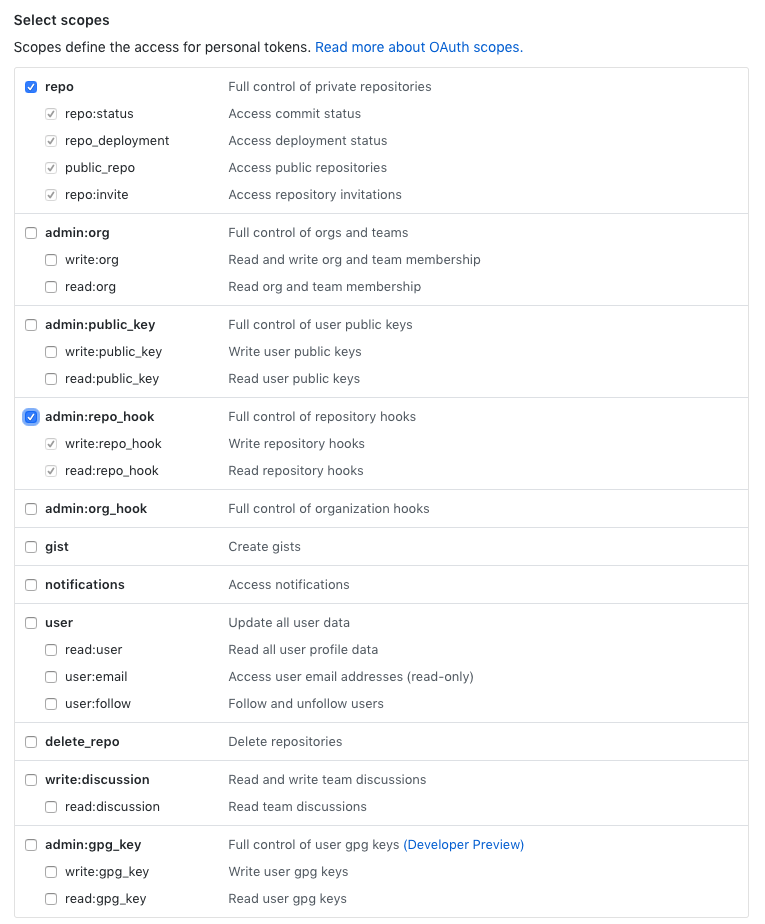 Select scopes
Scopes define the access for personal tokens. Read more about OAuth scopes.
repo Full control of private repositories
repo:status Access commit status
repo_deployment Access deployment status
public_repo Access public repositories
repo:invite Access repository invitations
admin:org Full control of orgs and teams
write:org Read and write org and team membership
read:org Read org and team membership
admin:public_key Full control of user public keys
write:public_key Write user public keys
read:public_key Read user public keys
admin:repo_hook Full control of repository hooks
write:repo_hook Write repository hooks
read:repo_hook Read repository hooks
admin:org_hook Full control of organization hooks
gist Create gists
notifications Access notifications
user Update all user data
read:user Read all user profile data
user:email Access user email addresses (read-only)
user:follow Follow and unfollow users
delete_repo Delete repositories
write:discussion Read and write team discussions
read:discussion Read team discussions
admin:gpg_key Full control of user gpg keys (Developer Preview)
write:gpg_key Write user gpg keys
read:gpg_key Read user gpg keys